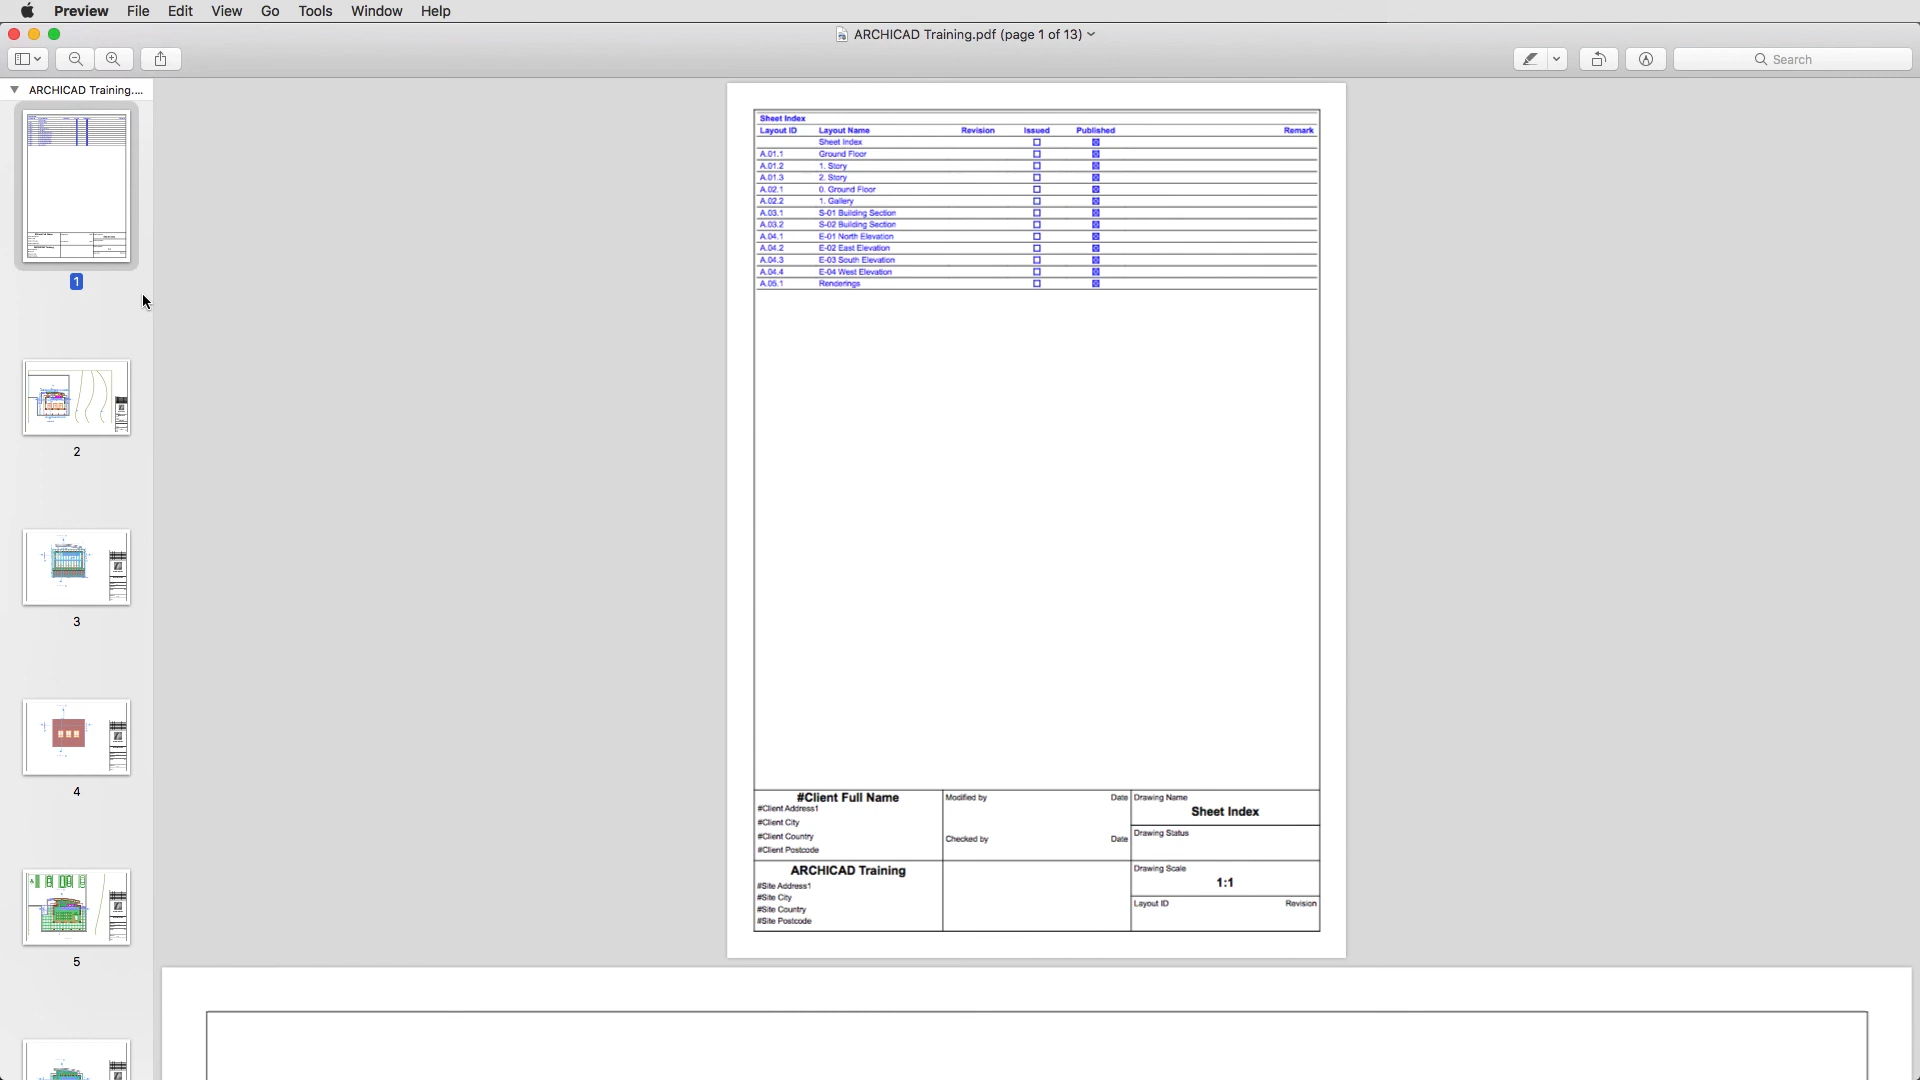 Preview File Edit View Go Tools Window Help
ARCHICAD Training.pdf (page 1 of 13)
Search
ARCHICAD Training....
1
2
3
4
5
Sheet Index
Layout ID Layout Name Revision Issued Published Remark
Sheet Index
A.01.1 Ground Floor
A.01.2 1. Story
A.01.3 2. Story
A.02.1 0. Ground Floor
A.02.2 1. Gallery
A.03.1 S-01 Building Section
A.03.2 S-02 Building Section
A.04.1 E-01 North Elevation
A.04.2 E-02 East Elevation
A.04.3 E-03 South Elevation
A.04.4 E-04 West Elevation
A.05.1 Renderings
#Client Full Name
#Client Address1
#Client City
#Client Country
#Client Postcode
Modified by Date
Checked by Date
Drawing Name
Sheet Index
Drawing Status
ARCHICAD Training
#Site Address1
#Site City
#Site Country
#Site Postcode
Drawing Scale
1:1
Layout ID Revision